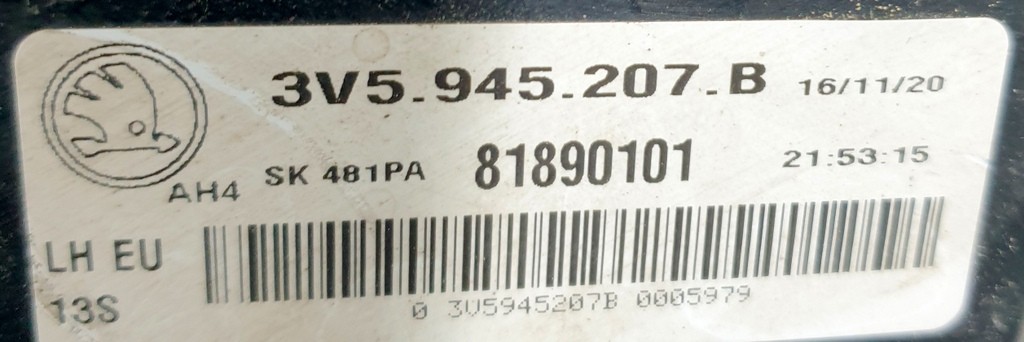 3V5.945.207.B 16/11/20
SK 481PA 81890101 21:53:15
AH4
LH EU
13S
0 3V5945207B 0005979